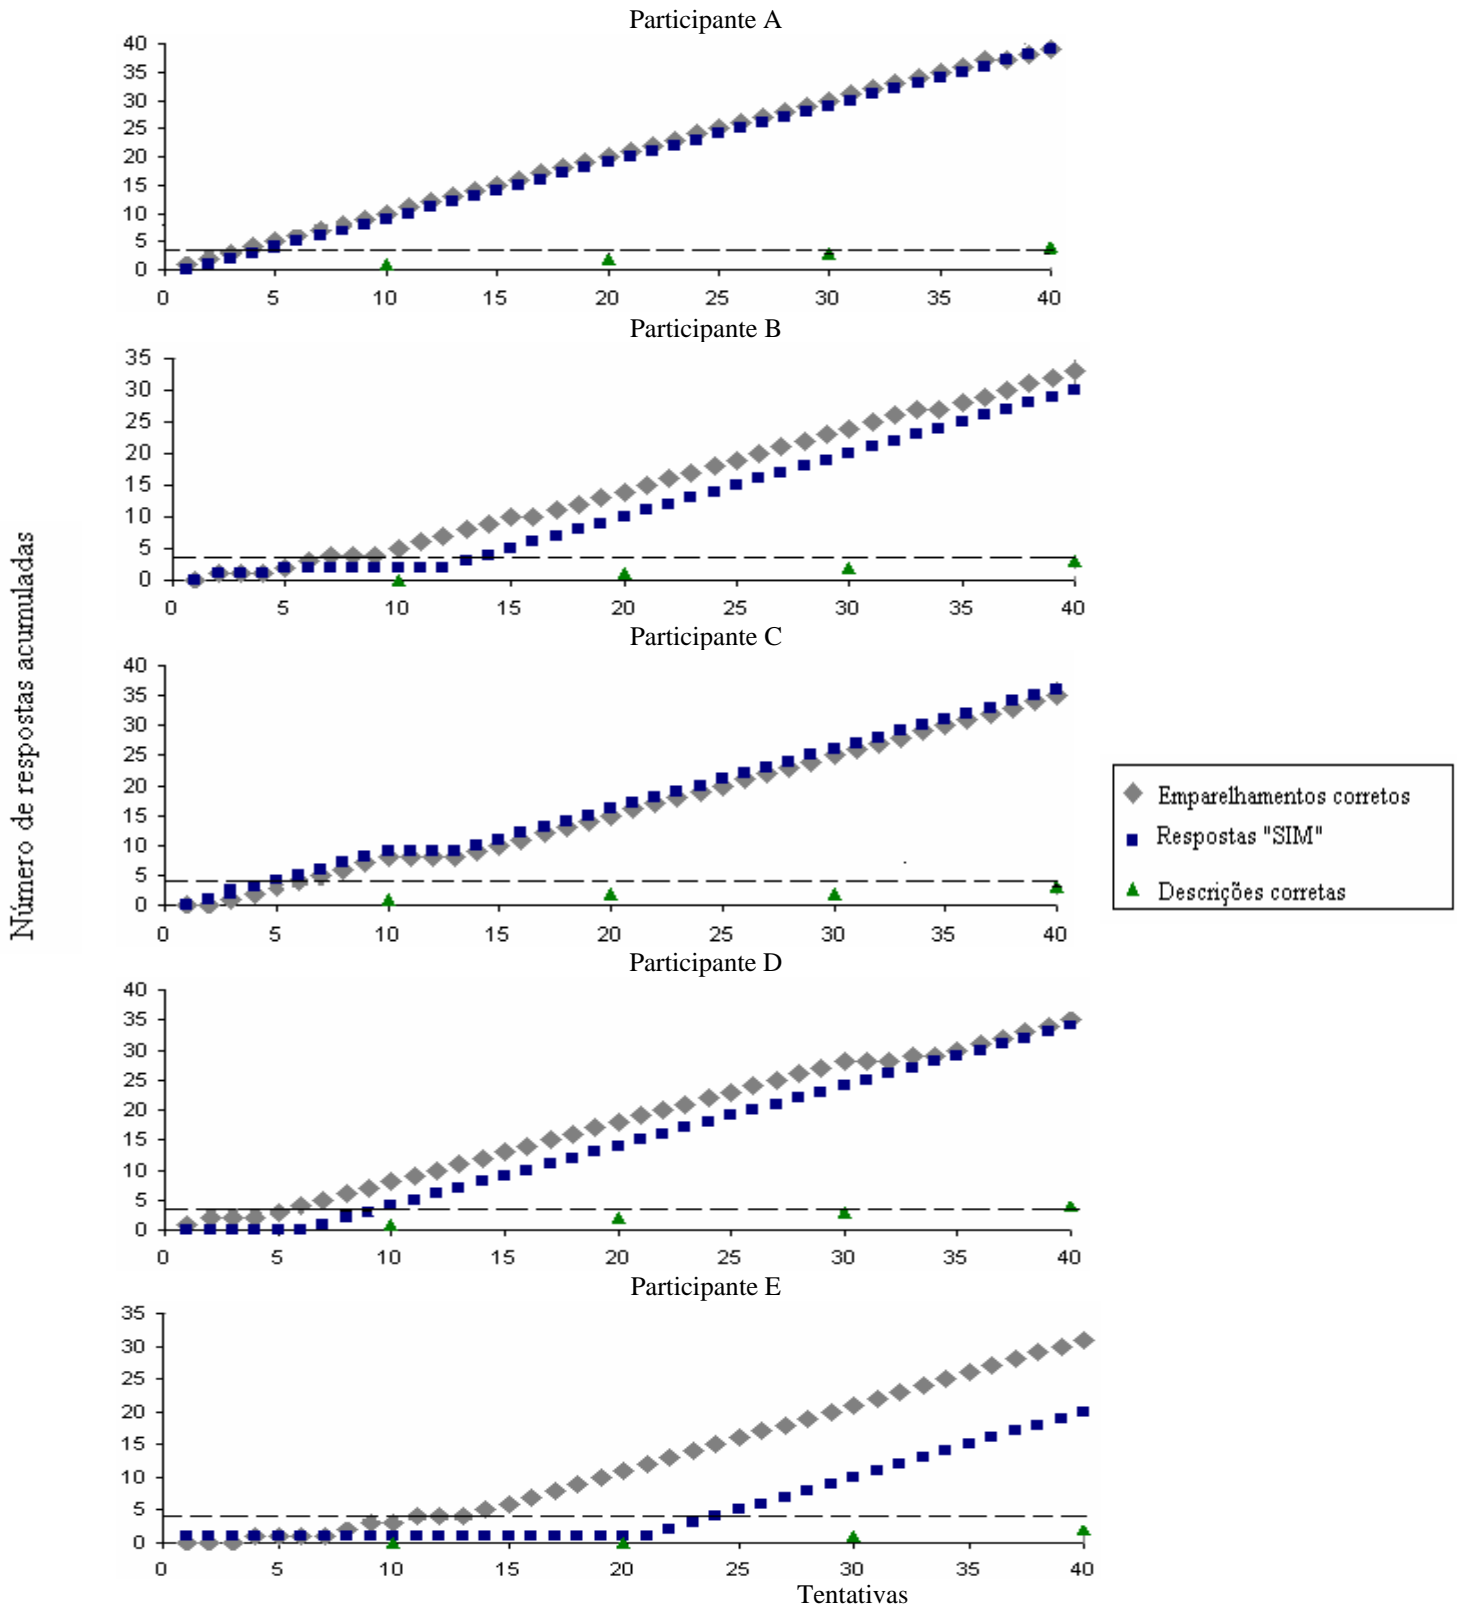 Participante A
40
35
30
25
20
15
10
5
0
0 5 10 15 20 25 30 35 40
Participante B
35
30
25
20
15
10
5
0
0 5 10 15 20 25 30 35 40
Participante C
40
35
30
25
20
15
10
5
0
0 5 10 15 20 25 30 35 40
Participante D
40
35
30
25
20
15
10
5
0
0 5 10 15 20 25 30 35 40
Participante E
35
30
25
20
15
10
5
0
0 5 10 15 20 25 30 35 40
Tentativas
Número de respostas acumuladas
Emparelhamentos corretos
Respostas "SIM"
Descrições corretas